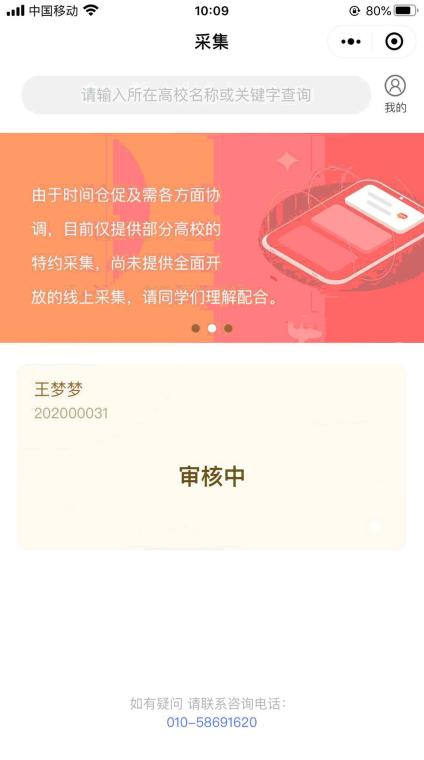 中国移动
10:09
80%
采集
请输入所在高校名称或关键字查询
我的
由于时间仓促及需各方面协
调，目前仅提供部分高校的
特约采集，尚未提供全面开
放的线上采集，请同学们理解配合。
王梦梦
202000031
审核中
如有疑问 请联系咨询电话：
010-58691620